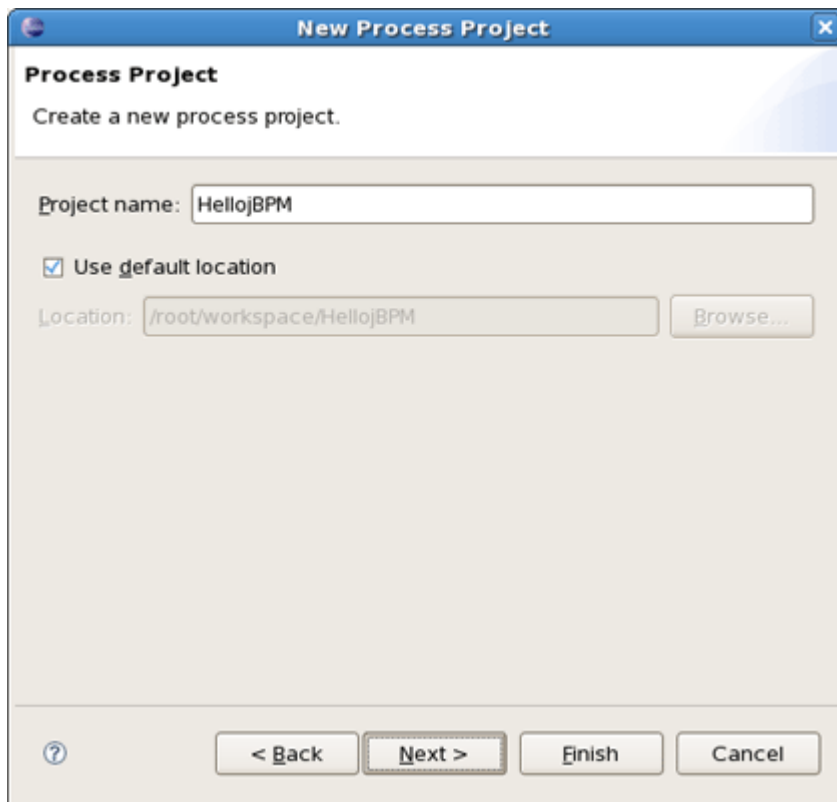 New Process Project
Process Project
Create a new process project.
Project name: HellojBPM
Use default location
Location: /root/workspace/HellojBPM Browse...
? < Back Next > Finish Cancel